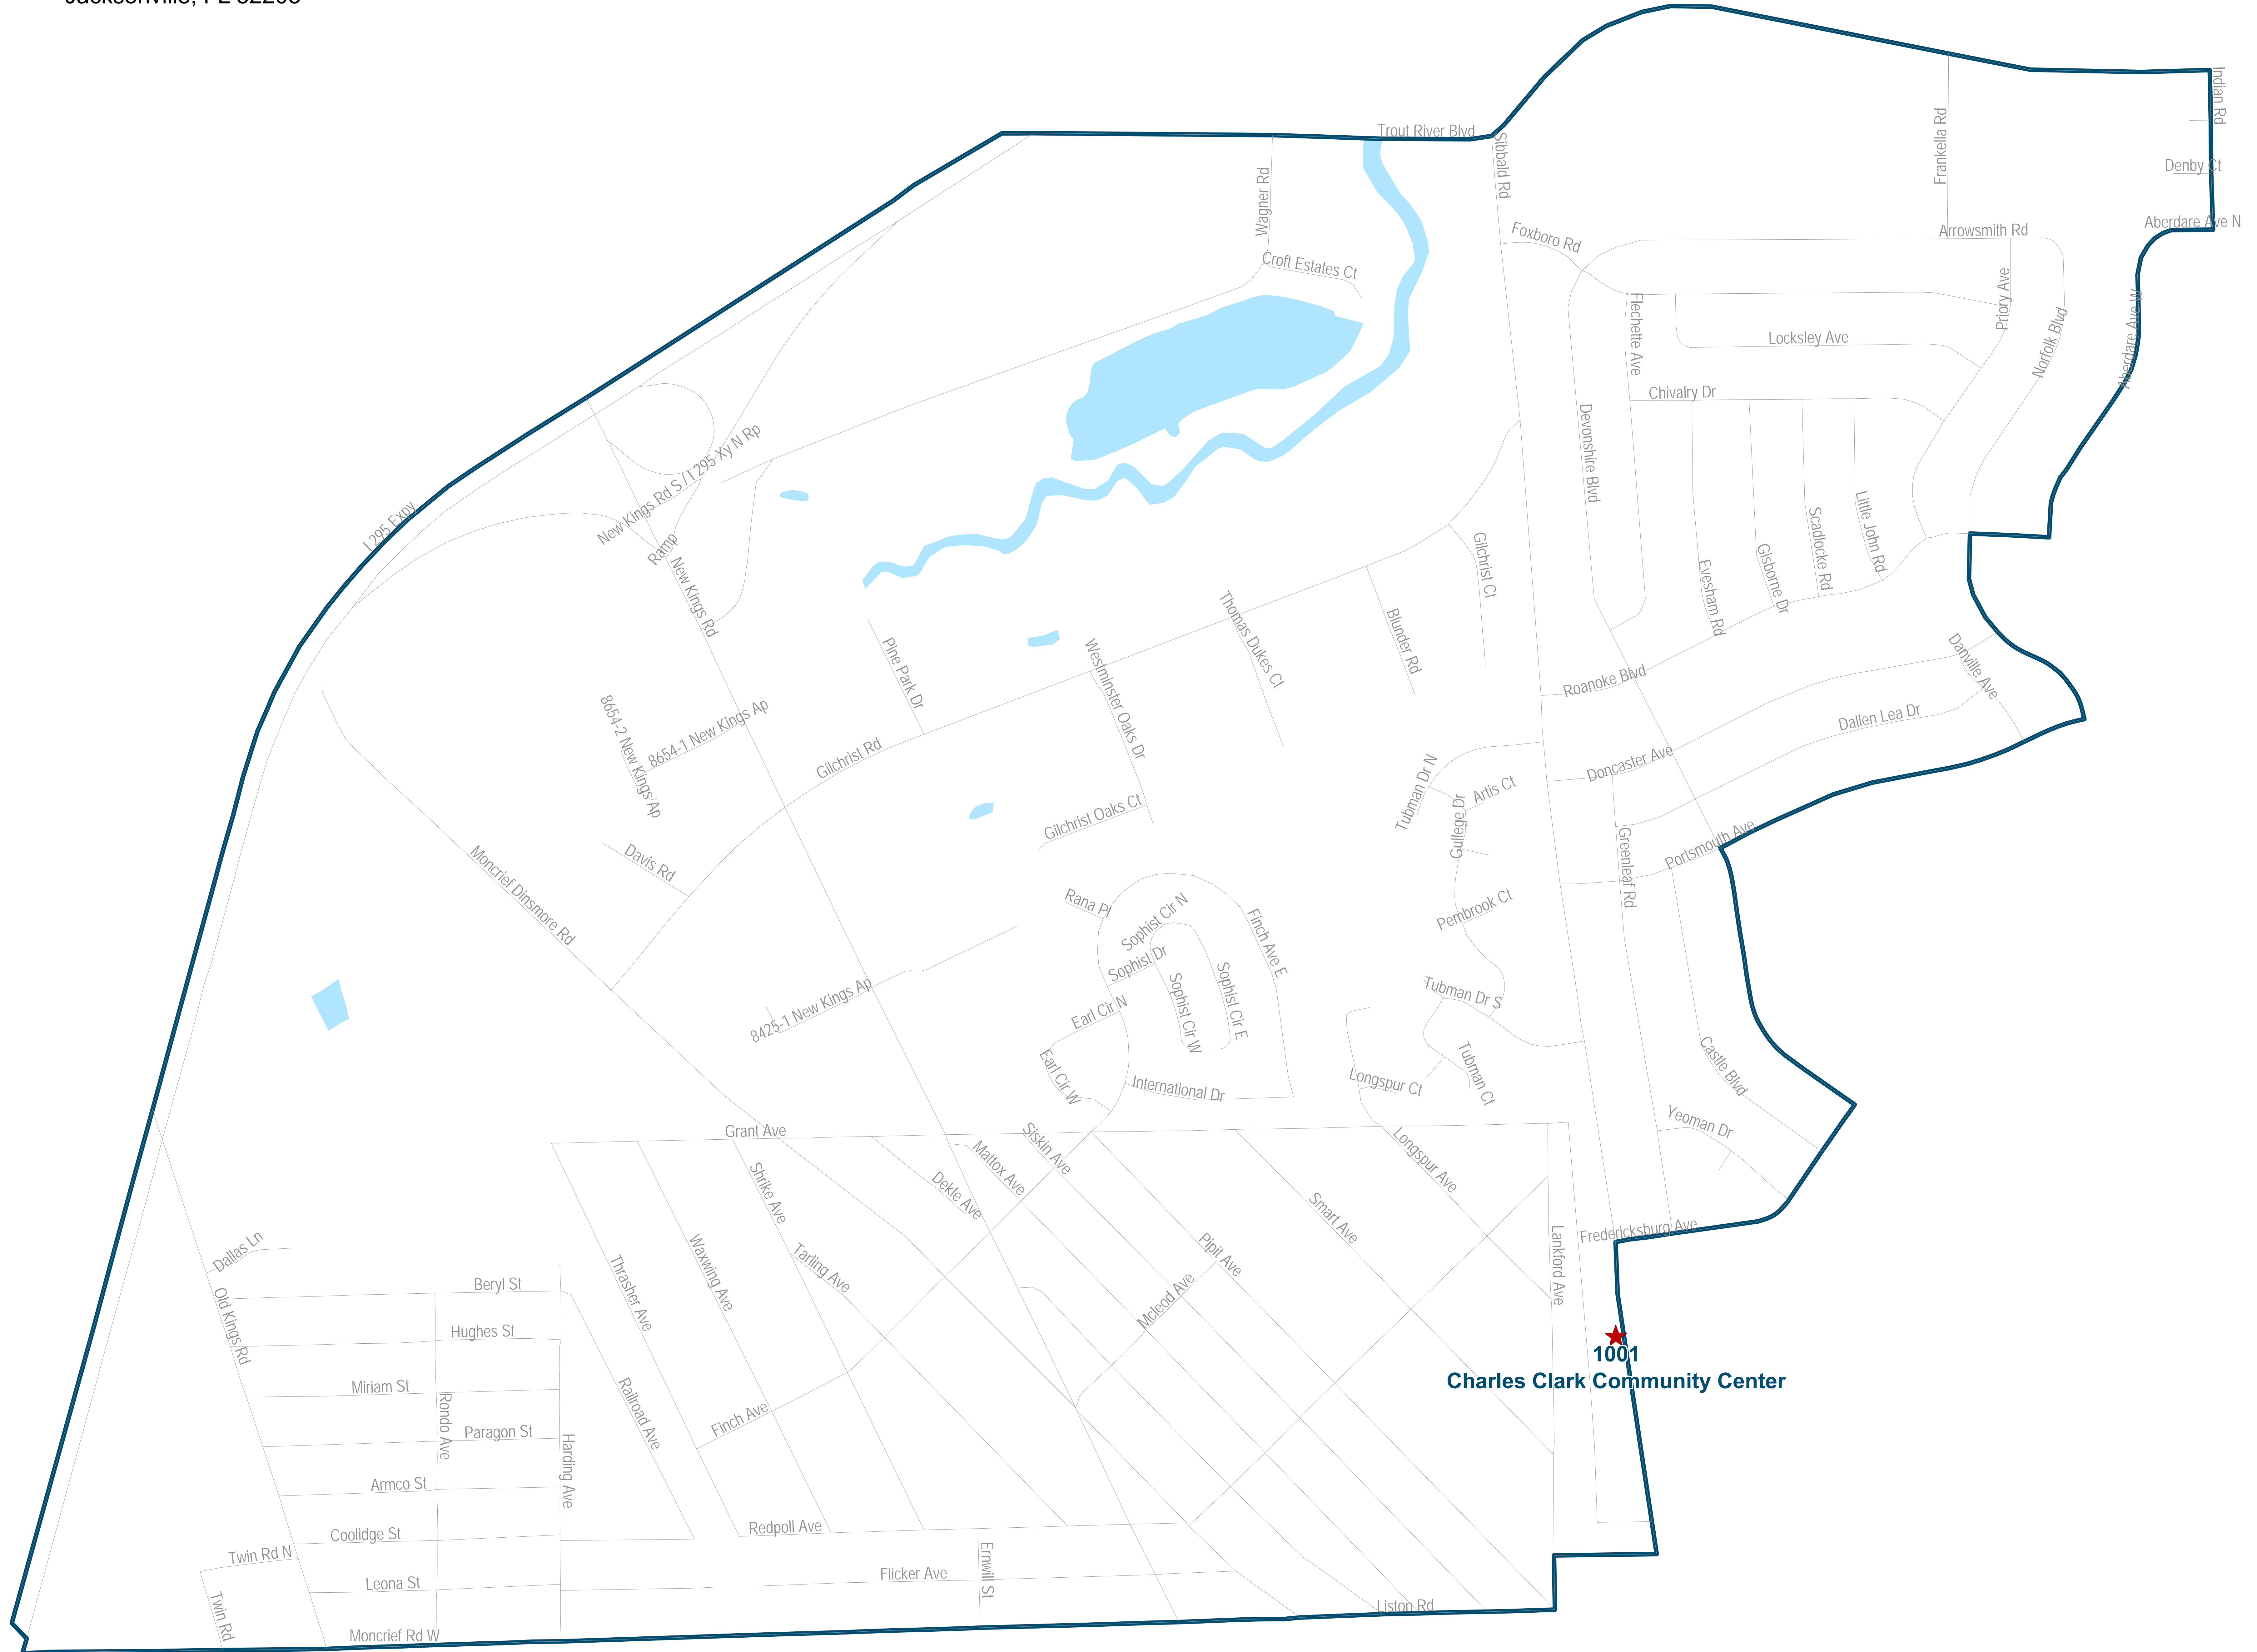 Trout River Blvd
Indian Rd
Sibbald Rd
Frankella Rd
Denby Ct
Wagner Rd
Aberdare Ave N
Foxboro Rd
Arrowsmith Rd
Croft Estates Ct
Flechette Ave
Priory Ave
Norfolk Blvd
Aberdare Ave W
Locksley Ave
Chivalry Dr
Devonshire Blvd
New Kings Rd S / I 295 Xy N Rp
I 295 Expy
Ramp
New Kings Rd
Gilchrist Ct
Evesham Rd
Gisborne Dr
Scadlocke Rd
Little John Rd
Thomas Dukes Ct
Blunder Rd
Pine Park Dr
Westminster Oaks Dr
Danville Ave
Roanoke Blvd
8654-2 New Kings Ap
8654-1 New Kings Ap
Dallen Lea Dr
Gilchrist Rd
Doncaster Ave
Tubman Dr N
Artis Ct
Gullege Dr
Gilchrist Oaks Ct
Greenleaf Rd
Portsmouth Ave
Moncrief Dinsmore Rd
Davis Rd
Rana Pl
Sophist Cir N
Finch Ave E
Pembrook Ct
Sophist Dr
Sophist Cir W
Sophist Cir E
8425-1 New Kings Ap
Earl Cir N
Tubman Dr S
Earl Cir W
International Dr
Longspur Ct
Tubman Ct
Castle Blvd
Yeoman Dr
Grant Ave
Siskin Ave
Mattox Ave
Longspur Ave
Shrike Ave
Dekle Ave
Smart Ave
Fredericksburg Ave
Lankford Ave
Dallas Ln
Waxwing Ave
Pipit Ave
Thrasher Ave
Tarling Ave
Mcleod Ave
Beryl St
Old Kings Rd
Hughes St
1001
Charles Clark Community Center
Miriam St
Rondo Ave
Railroad Ave
Finch Ave
Paragon St
Harding Ave
Armco St
Redpoll Ave
Coolidge St
Twin Rd N
Ernwill St
Flicker Ave
Leona St
Twin Rd
Liston Rd
Moncrief Rd W